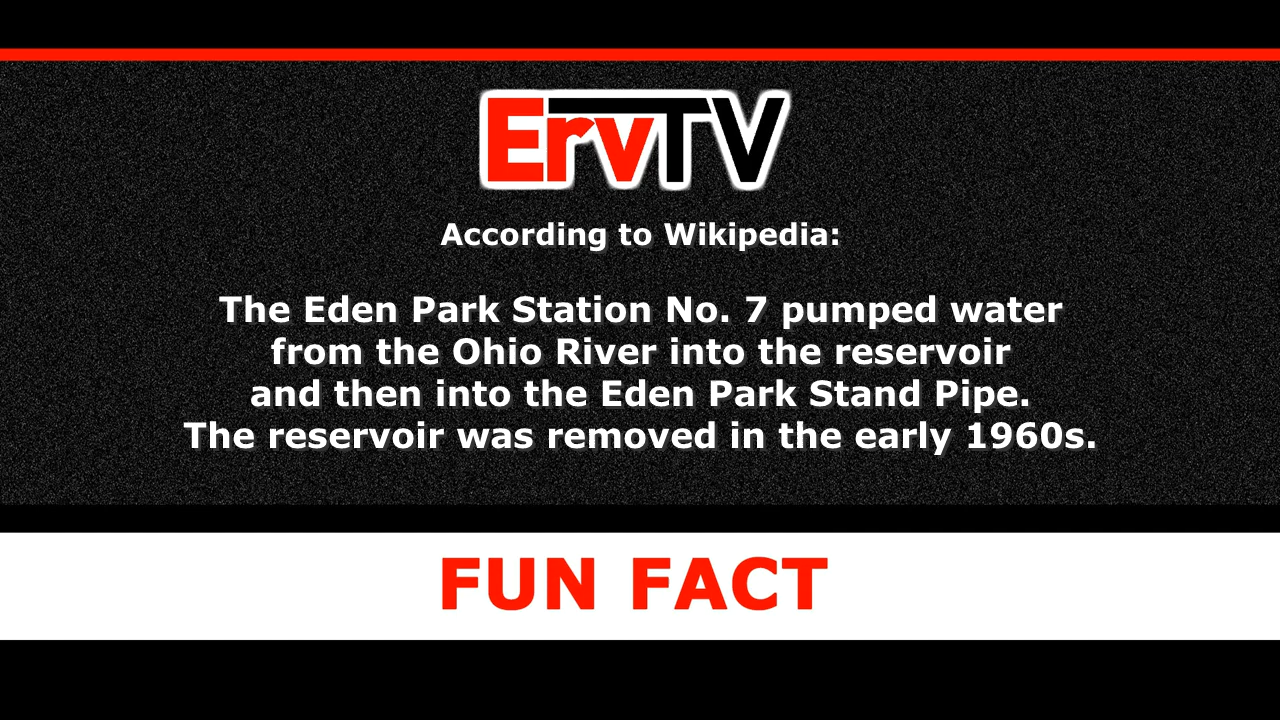 ErvTV
According to Wikipedia:
The Eden Park Station No. 7 pumped water
from the Ohio River into the reservoir
and then into the Eden Park Stand Pipe.
The reservoir was removed in the early 1960s.
FUN FACT